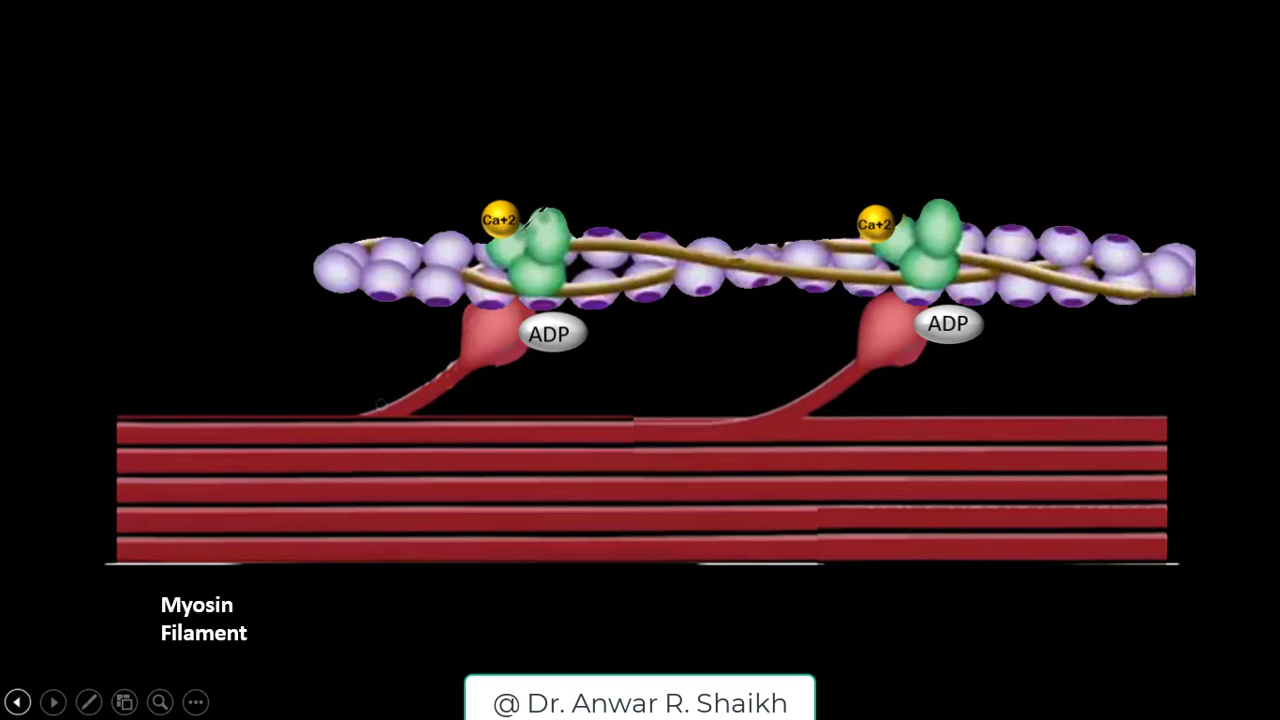 Ca+2
Ca+2
ADP
ADP
Myosin
Filament
@ Dr. Anwar R. Shaikh